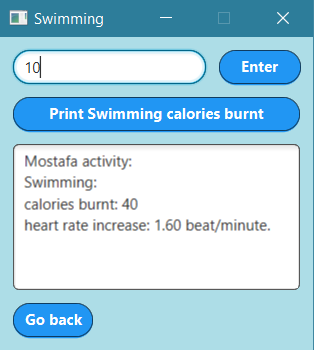 Swimming
10
Enter
Print Swimming calories burnt
Mostafa activity:
Swimming:
calories burnt: 40
heart rate increase: 1.60 beat/minute.
Go back